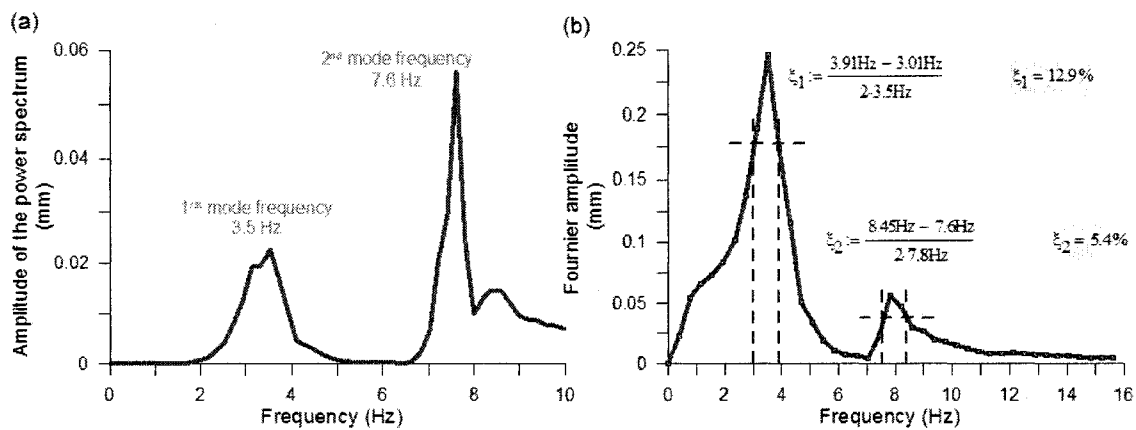 (a)
0.06
0.04
0.02
0
Amplitude of the power spectrum
(mm)
2nd mode frequency
7.6 Hz
mode frequency
3.5 Hz
0 2 4 6 8 10
Frequency (Hz)
(b)
0.25
0.2
0.15
0.1
0.05
0
Fournier amplitude
(mm)
ξ1 := 3.91Hz − 3.01Hz
2·3.5Hz
ξ1 = 12.9%
ξ2 := 8.45Hz − 7.6Hz
2·7.8Hz
ξ2 = 5.4%
0 2 4 6 8 10 12 14 16
Frequency (Hz)